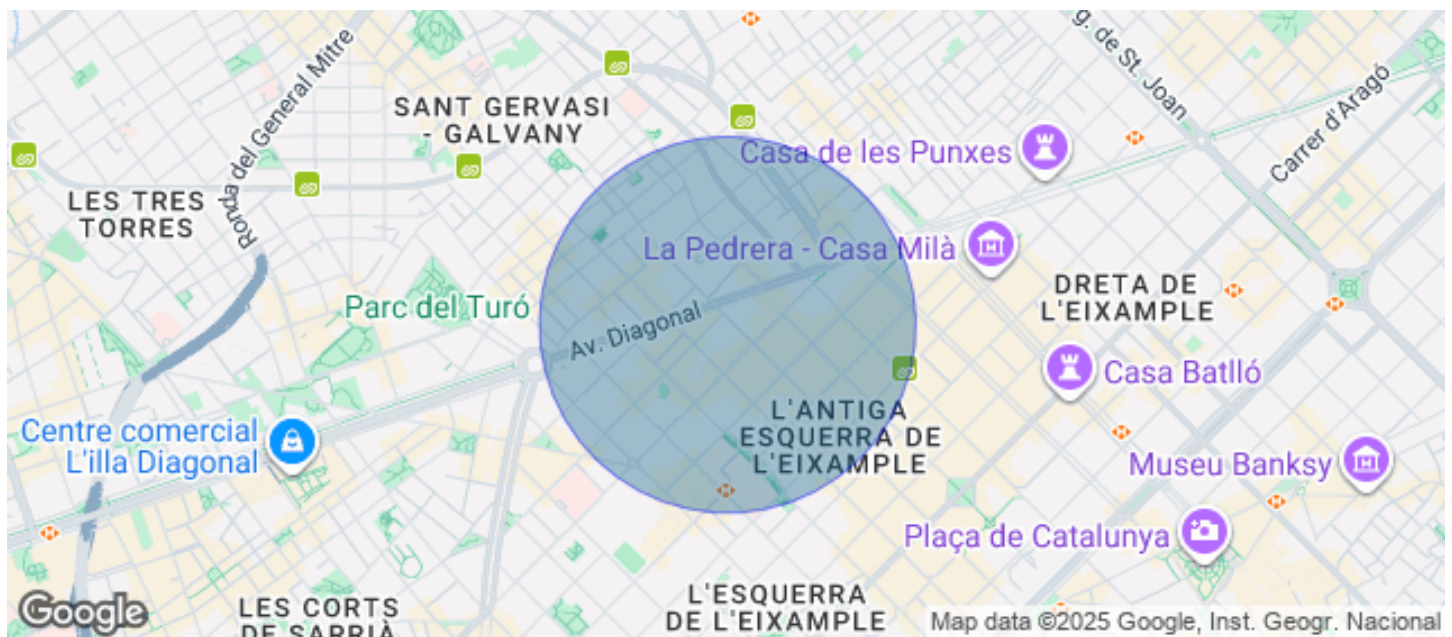 g. de St. Joan
Ronda del General Mitre
Carrer d'Aragó
SANT GERVASI
- GALVANY
Casa de les Punxes
LES TRES
TORRES
La Pedrera - Casa Milà
DRETA DE
L'EIXAMPLE
Parc del Turó
Av. Diagonal
Casa Batlló
L'ANTIGA
ESQUERRA DE
L'EIXAMPLE
Centre comercial
L'illa Diagonal
Museu Banksy
Plaça de Catalunya
L'ESQUERRA
DE L'EIXAMPLE
LES CORTS
DE SARRIÀ
Google
Map data ©2025 Google, Inst. Geogr. Nacional